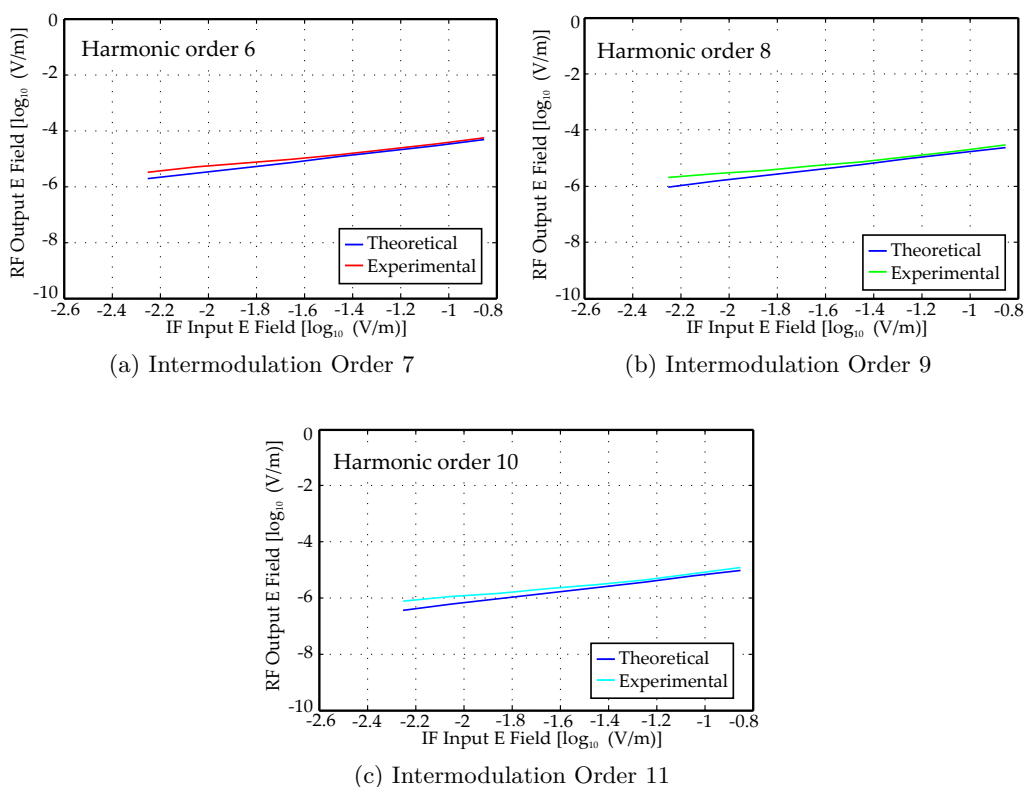 Harmonic order 6
RF Output E Field [log₁₀ (V/m)]
0
-2
-4
-6
-8
-10
-2.6 -2.4 -2.2 -2 -1.8 -1.6 -1.4 -1.2 -1 -0.8
IF Input E Field [log₁₀ (V/m)]
Theoretical
Experimental
(a) Intermodulation Order 7
Harmonic order 8
RF Output E Field [log₁₀ (V/m)]
0
-2
-4
-6
-8
-10
-2.6 -2.4 -2.2 -2 -1.8 -1.6 -1.4 -1.2 -1 -0.8
IF Input E Field [log₁₀ (V/m)]
Theoretical
Experimental
(b) Intermodulation Order 9
Harmonic order 10
RF Output E Field [log₁₀ (V/m)]
0
-2
-4
-6
-8
-10
-2.6 -2.4 -2.2 -2 -1.8 -1.6 -1.4 -1.2 -1 -0.8
IF Input E Field [log₁₀ (V/m)]
Theoretical
Experimental
(c) Intermodulation Order 11